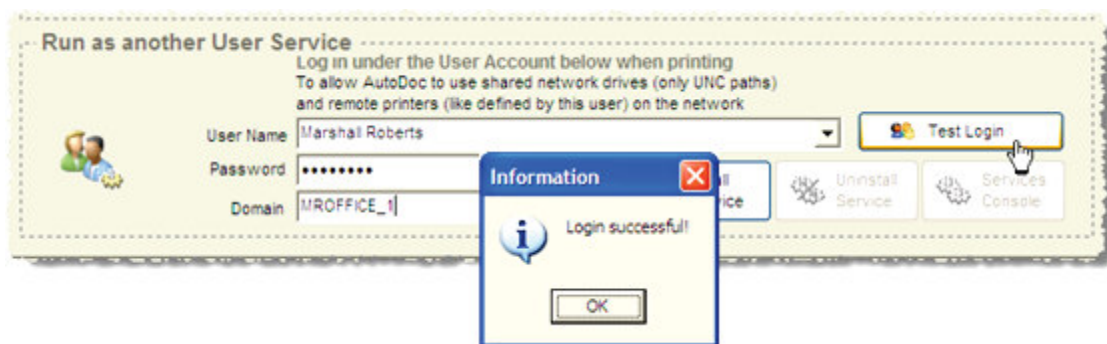 Run as another User Service
Log in under the User Account below when printing
To allow AutoDoc to use shared network drives (only UNC paths)
and remote printers (like defined by this user) on the network
User Name Marshall Roberts
Test Login
Password ••••••••
Domain MROFFICE_1
Information
Login successful!
OK
Uninstall
Service
Services
Console